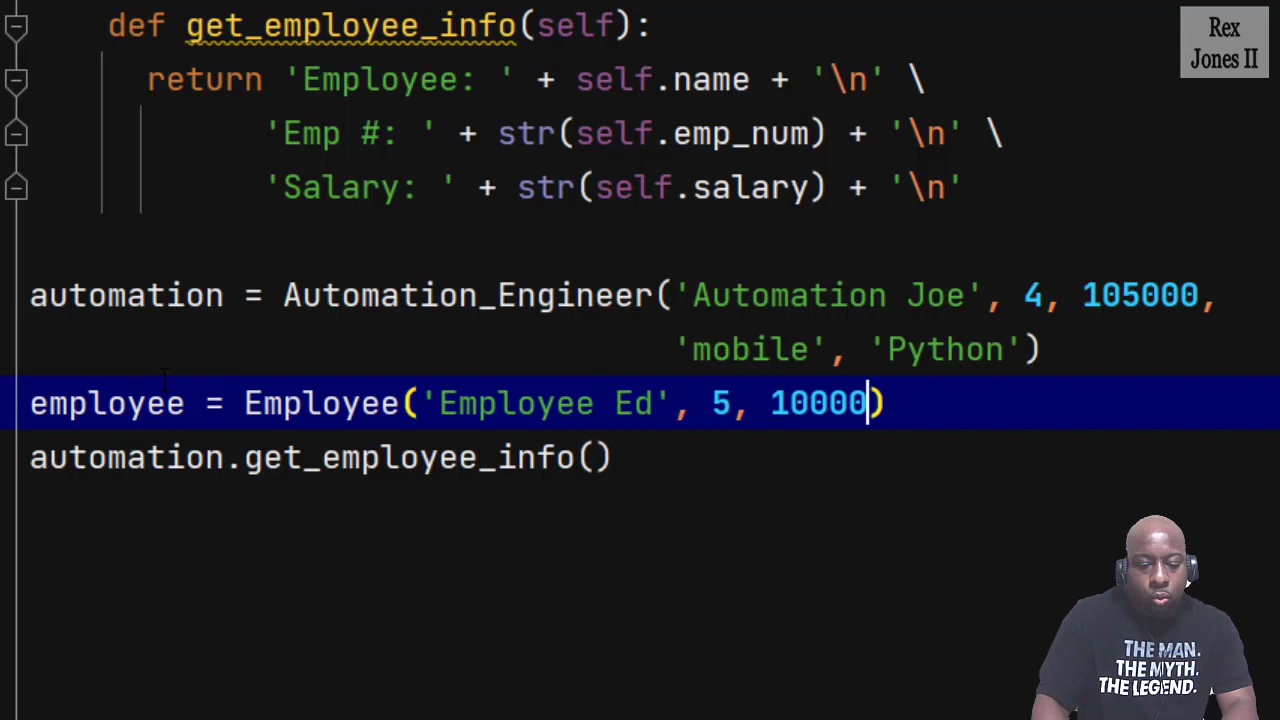 def get_employee_info(self):
Rex
Jones II
return 'Employee: ' + self.name + '\n' \
'Emp #: ' + str(self.emp_num) + '\n' \
'Salary: ' + str(self.salary) + '\n'
automation = Automation_Engineer('Automation Joe', 4, 105000,
'mobile', 'Python')
employee = Employee('Employee Ed', 5, 10000)
automation.get_employee_info()
THE MAN.
THE MYTH.
THE LEGEND.